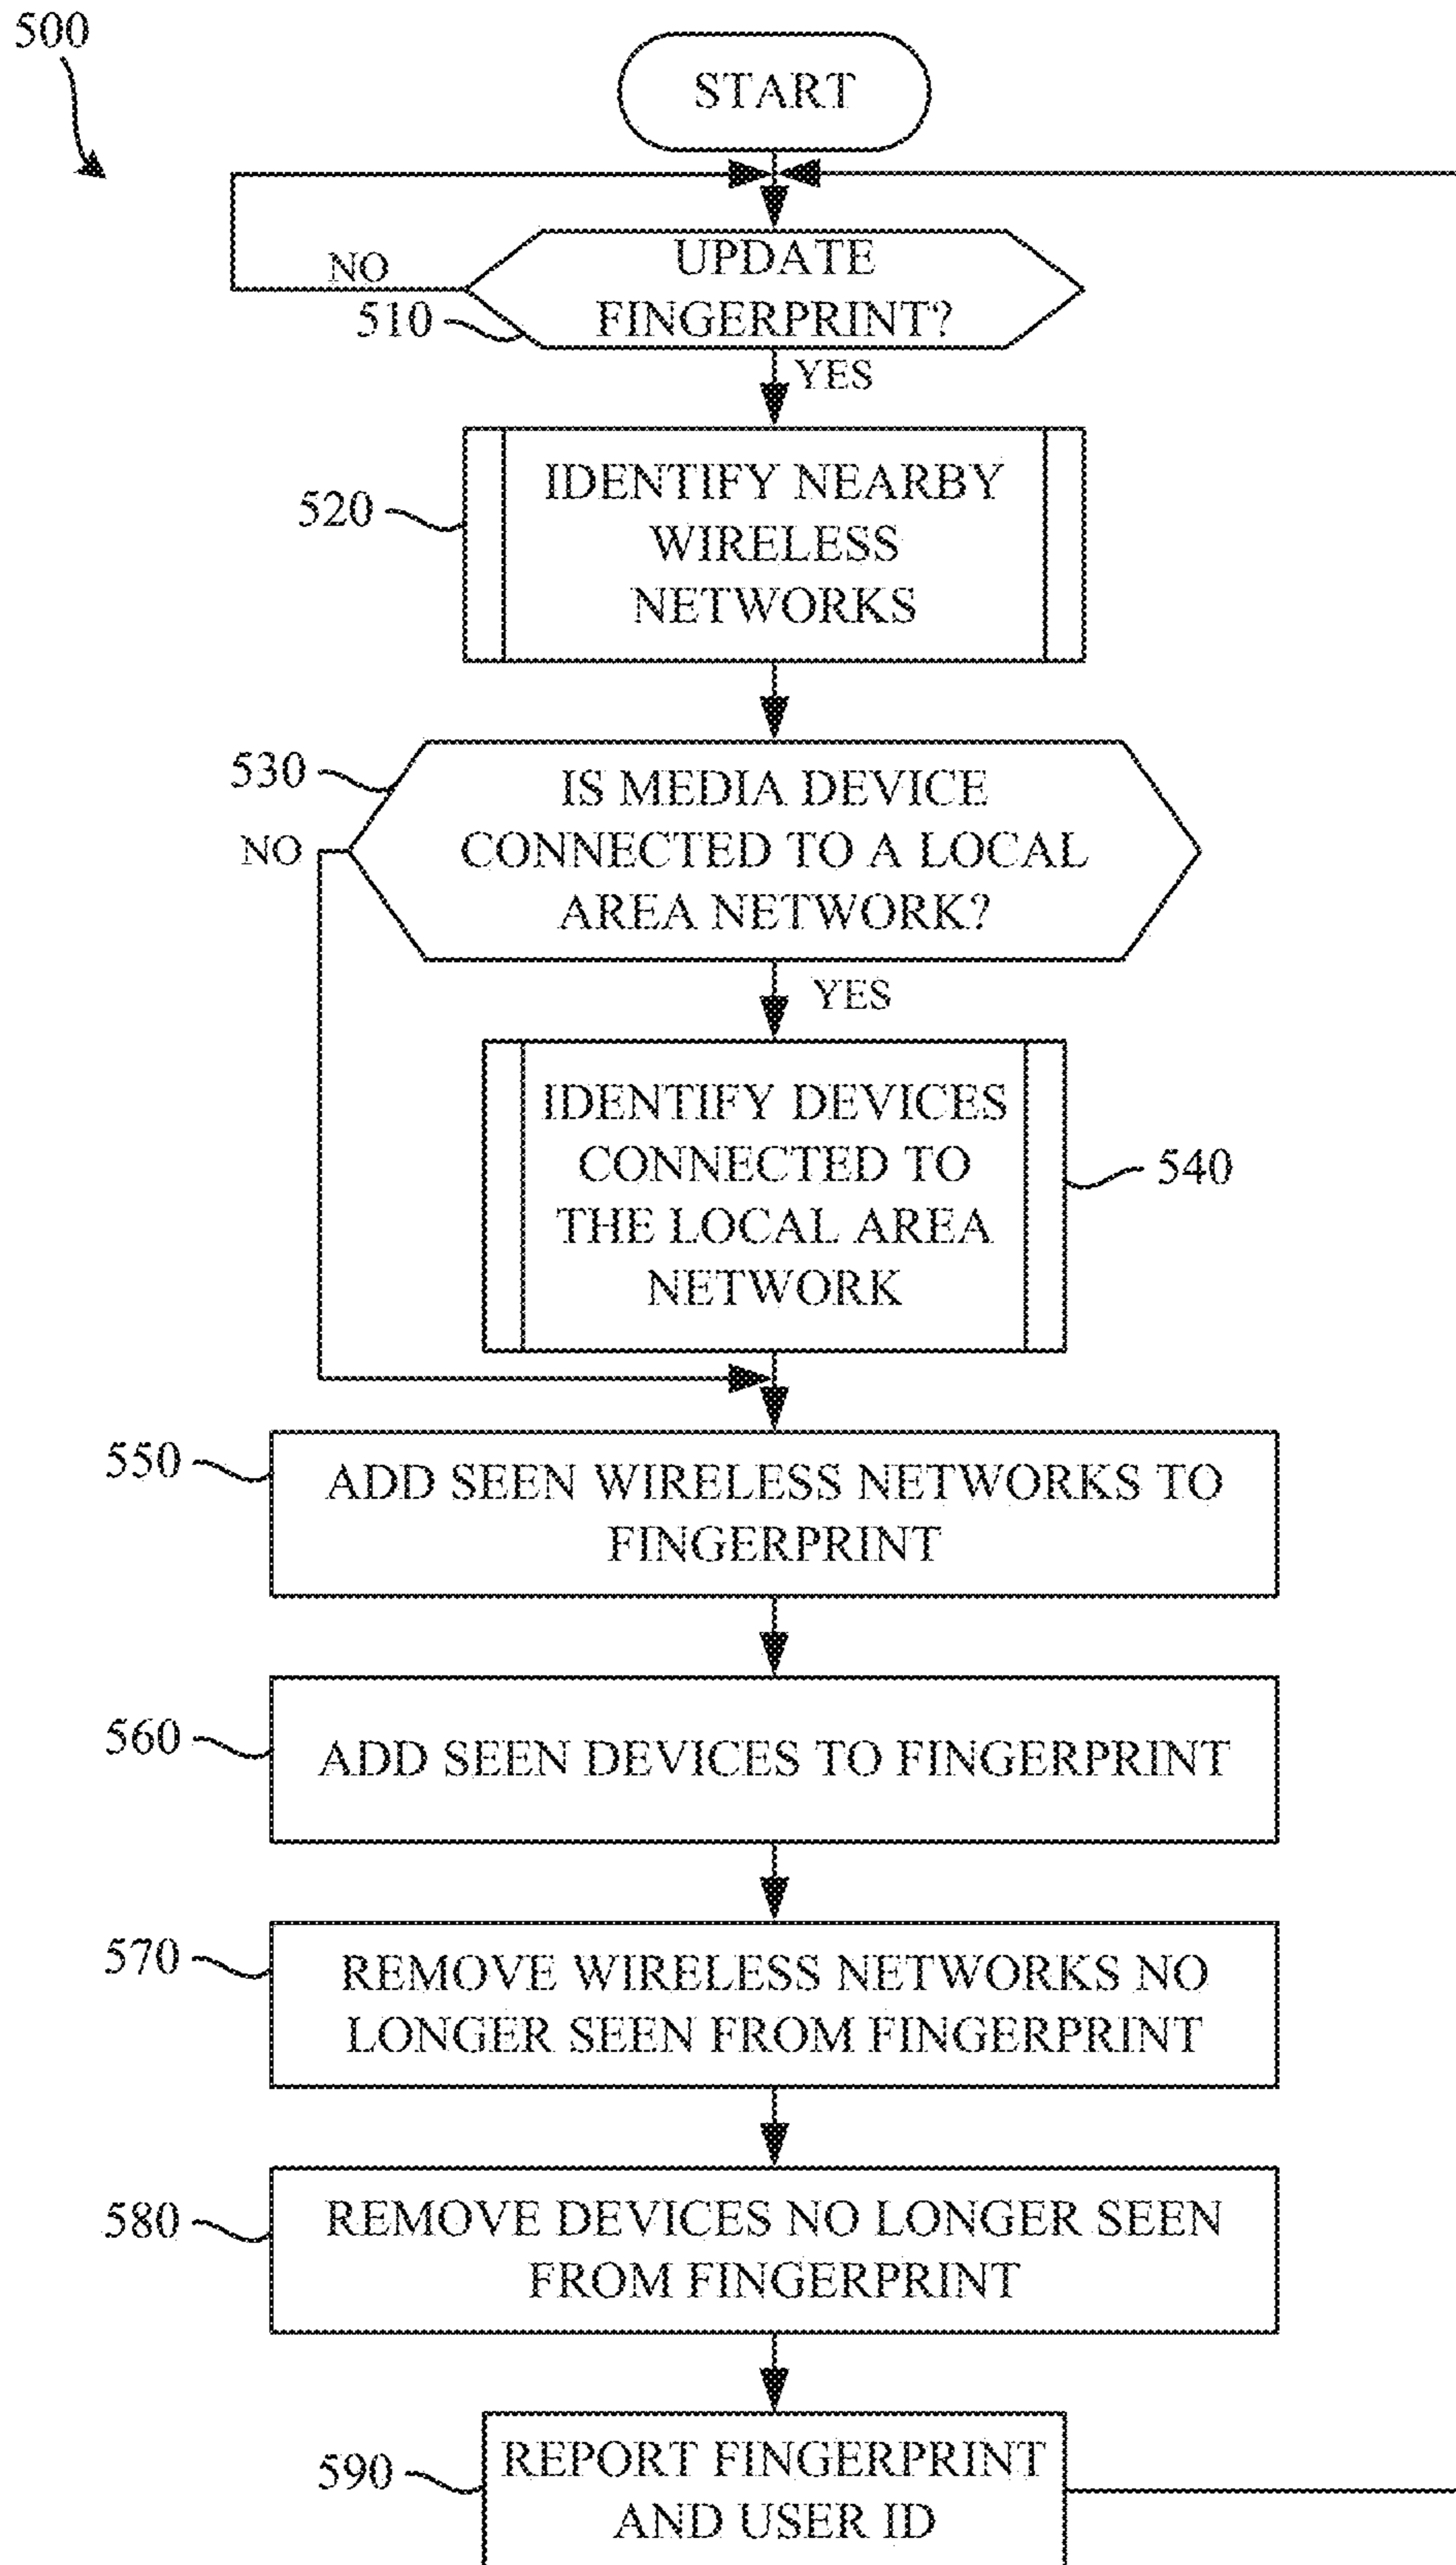 500
START
NO
UPDATE
FINGERPRINT?
510
YES
520
IDENTIFY NEARBY
WIRELESS
NETWORKS
530
IS MEDIA DEVICE
CONNECTED TO A LOCAL
AREA NETWORK?
NO
YES
IDENTIFY DEVICES
CONNECTED TO
THE LOCAL AREA
NETWORK
540
550
ADD SEEN WIRELESS NETWORKS TO
FINGERPRINT
560
ADD SEEN DEVICES TO FINGERPRINT
570
REMOVE WIRELESS NETWORKS NO
LONGER SEEN FROM FINGERPRINT
580
REMOVE DEVICES NO LONGER SEEN
FROM FINGERPRINT
590
REPORT FINGERPRINT
AND USER ID